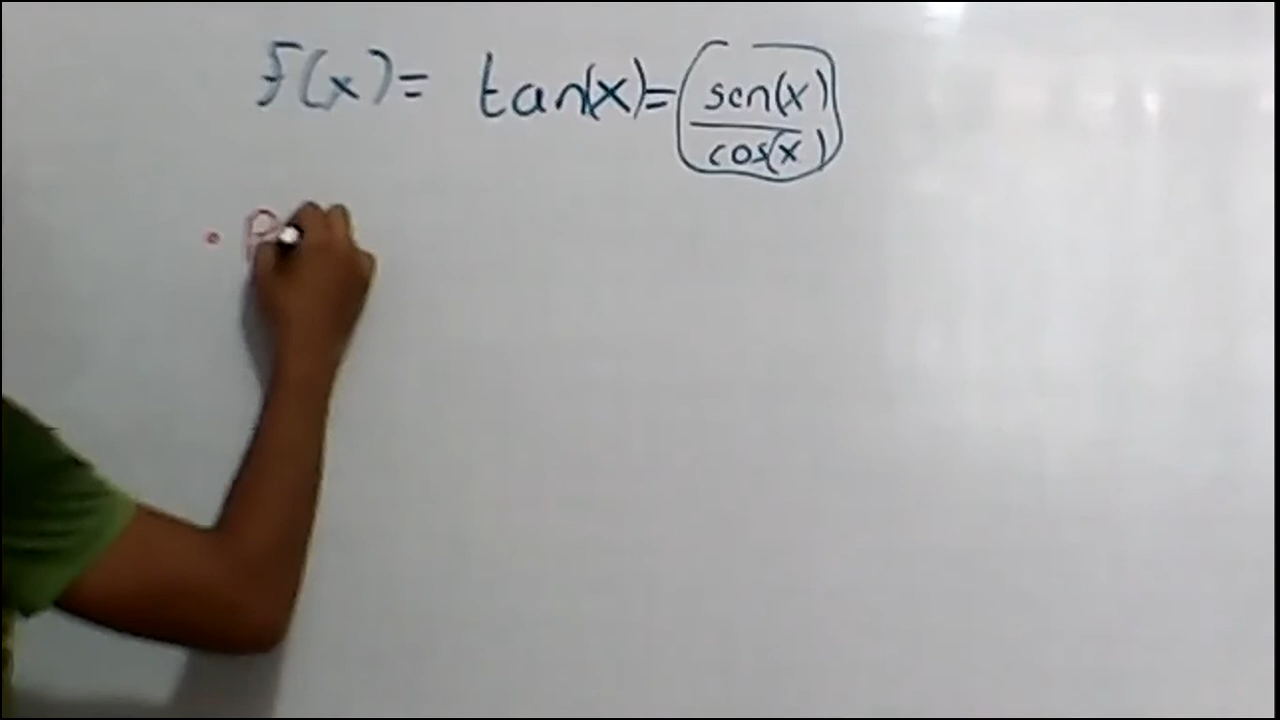 f(x) = tan(x) = sen(x)
cos(x)
• P